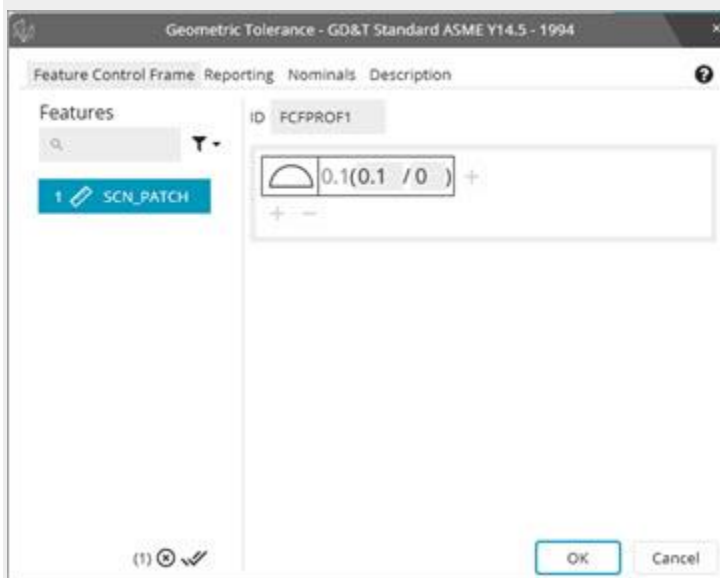 Geometric Tolerance - GD&T Standard ASME Y14.5 - 1994
Feature Control Frame Reporting Nominals Description
Features
ID FCFPROF1
1 SCN_PATCH
0.1(0.1 / 0 )
(1)
OK Cancel